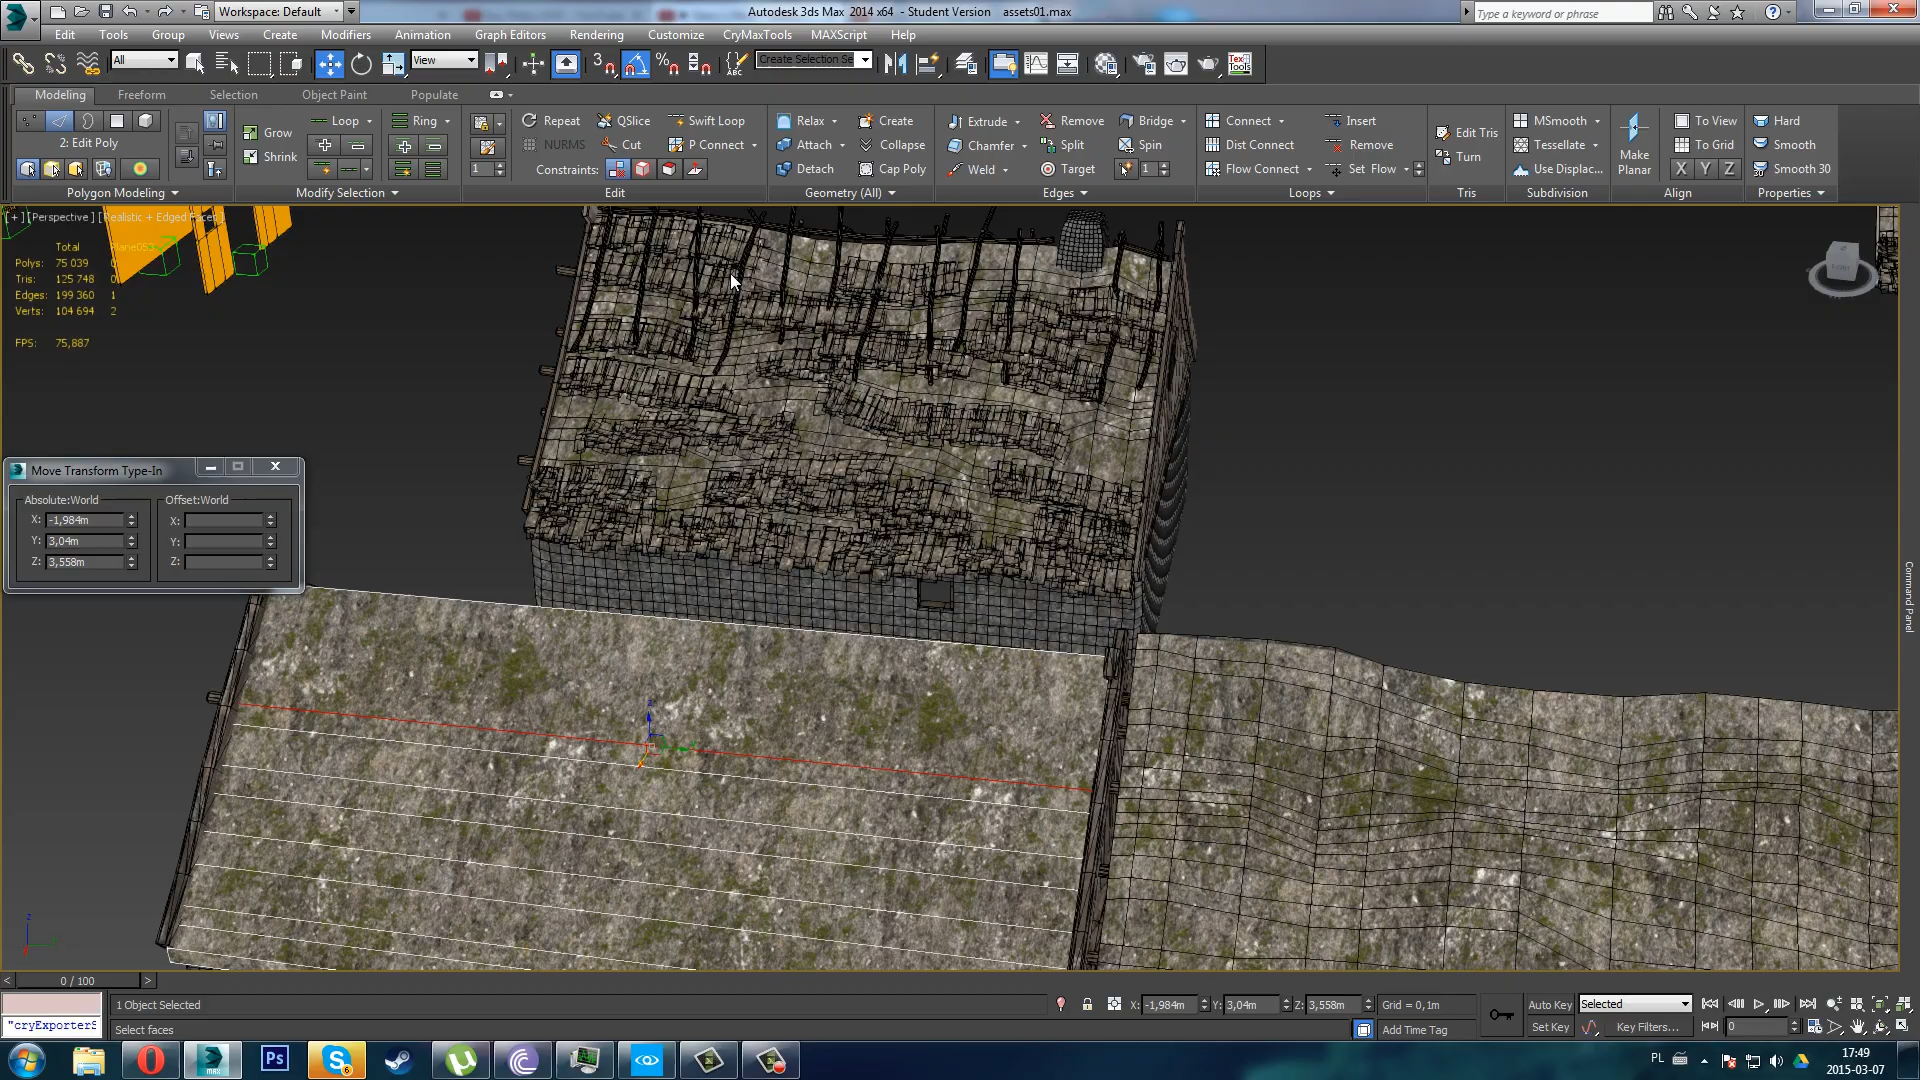 Workspace: Default
Autodesk 3ds Max 2014 x64 - Student Version assets01.max
Type a keyword or phrase
Edit Tools Group Views Create Modifiers Animation Graph Editors Rendering Customize CryMaxTools MAXScript Help
All View Create Selection Se
Modeling Freeform Selection Object Paint Populate
2: Edit Poly
Grow
Shrink
Loop Ring
Repeat QSlice Swift Loop
NURMS Cut P Connect
Constraints:
Relax Create
Attach Collapse
Detach Cap Poly
Extrude Remove Bridge
Chamfer Split Spin
Weld Target 1
Connect Insert
Dist Connect Remove
Flow Connect Set Flow
Edit Tris
Turn
MSmooth
Tessellate
Use Displac...
Make Planar
To View
To Grid
X Y Z
Hard
Smooth
Smooth 30
Polygon Modeling Modify Selection Edit Geometry (All) Edges Loops Tris Subdivision Align Properties
[+] [Perspective] [Realistic + Edged Faces]
Total Plane053
Polys: 75 039 0
Tris: 125 748 0
Edges: 199 360 1
Verts: 104 694 2
FPS: 75,887
Move Transform Type-In
Absolute:World Offset:World
X: -1,984m X:
Y: 3,04m Y:
Z: 3,558m Z:
Command Panel
0 / 100
1 Object Selected
X: -1,984m Y: 3,04m Z: 3,558m Grid = 0,1m
Auto Key Selected
"cryExporterS
Select faces
Add Time Tag
Set Key Key Filters... 0
PL
17:49
2015-03-07